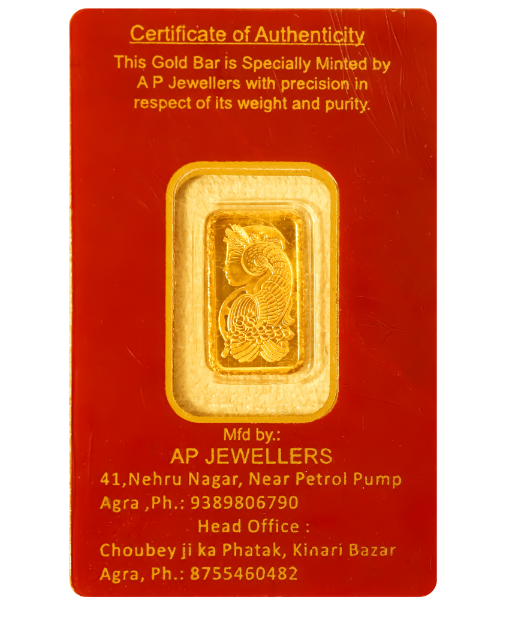 Certificate of Authenticity
This Gold Bar is Specially Minted by
A P Jewellers with precision in
respect of its weight and purity.
Mfd by.:
AP JEWELLERS
41,Nehru Nagar, Near Petrol Pump
Agra ,Ph.: 9389806790
Head Office :
Choubey ji ka Phatak, Kinari Bazar
Agra, Ph.: 8755460482